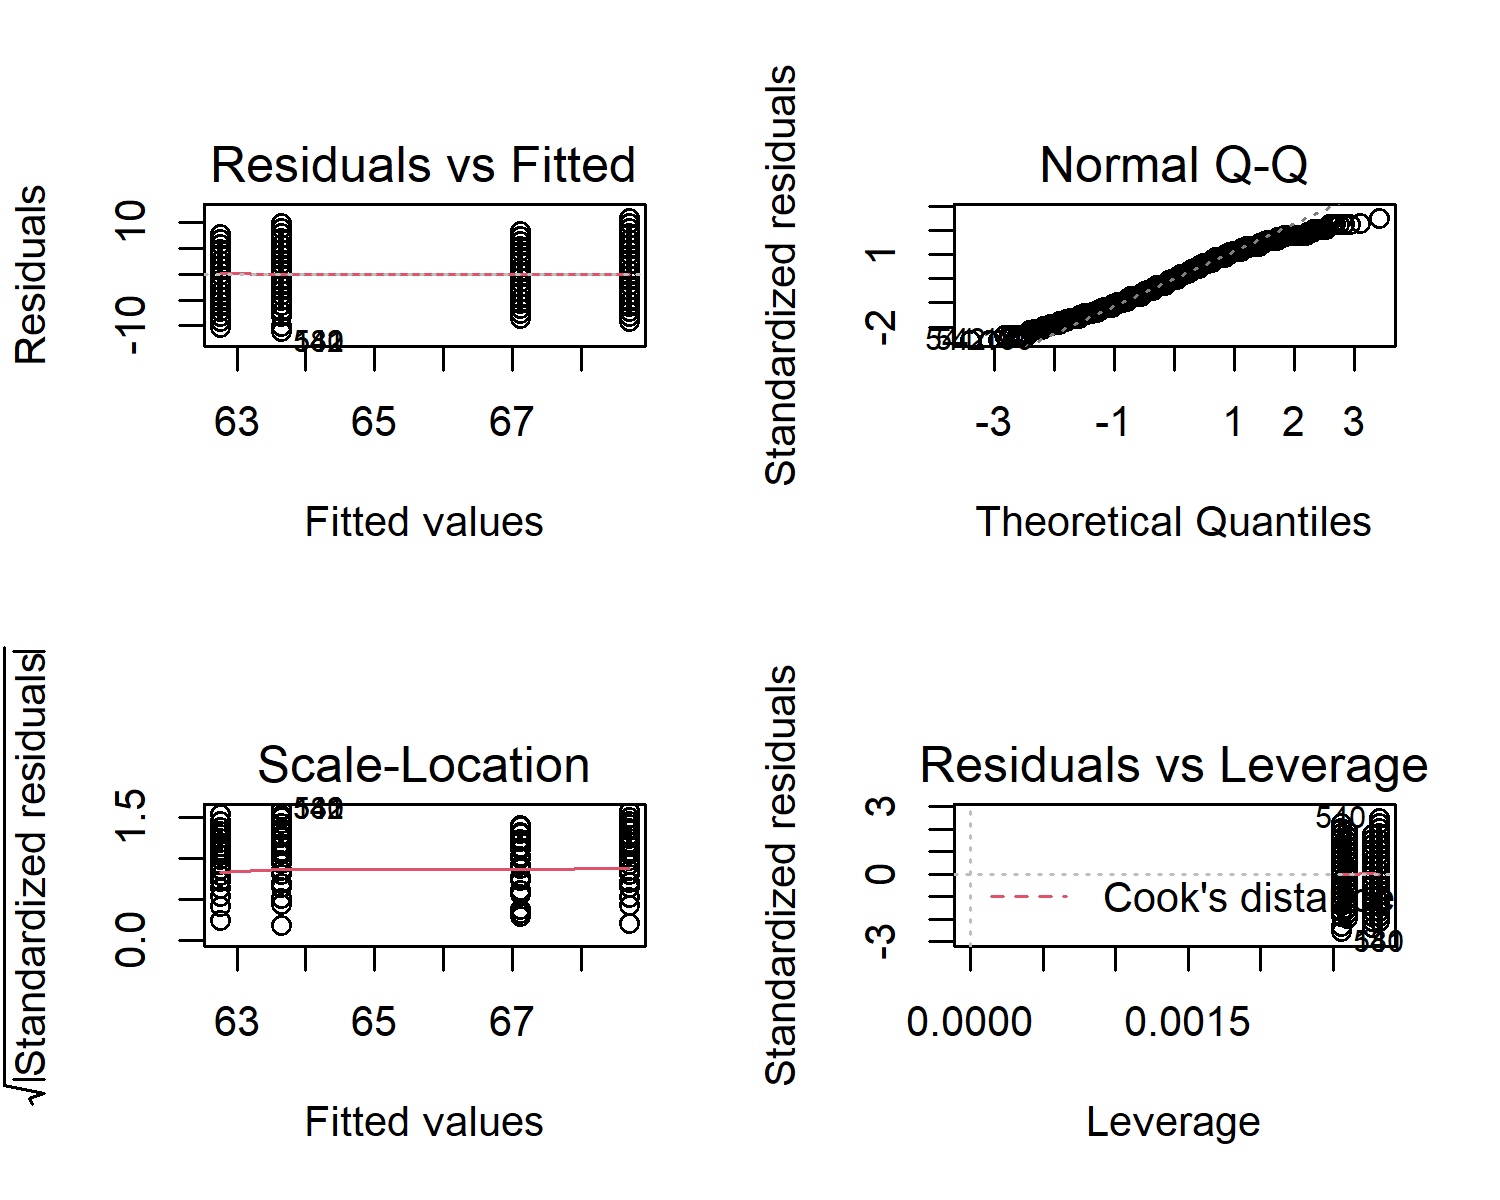 Residuals vs Fitted
Residuals
10
-10
63 65 67
Fitted values
Normal Q-Q
Standardized residuals
1
-2
-3 -1 1 2 3
Theoretical Quantiles
Scale-Location
√|Standardized residuals|
1.5
0.0
63 65 67
Fitted values
Residuals vs Leverage
Standardized residuals
3
0
-3
540
Cook's distance
0.0000 0.0015
Leverage